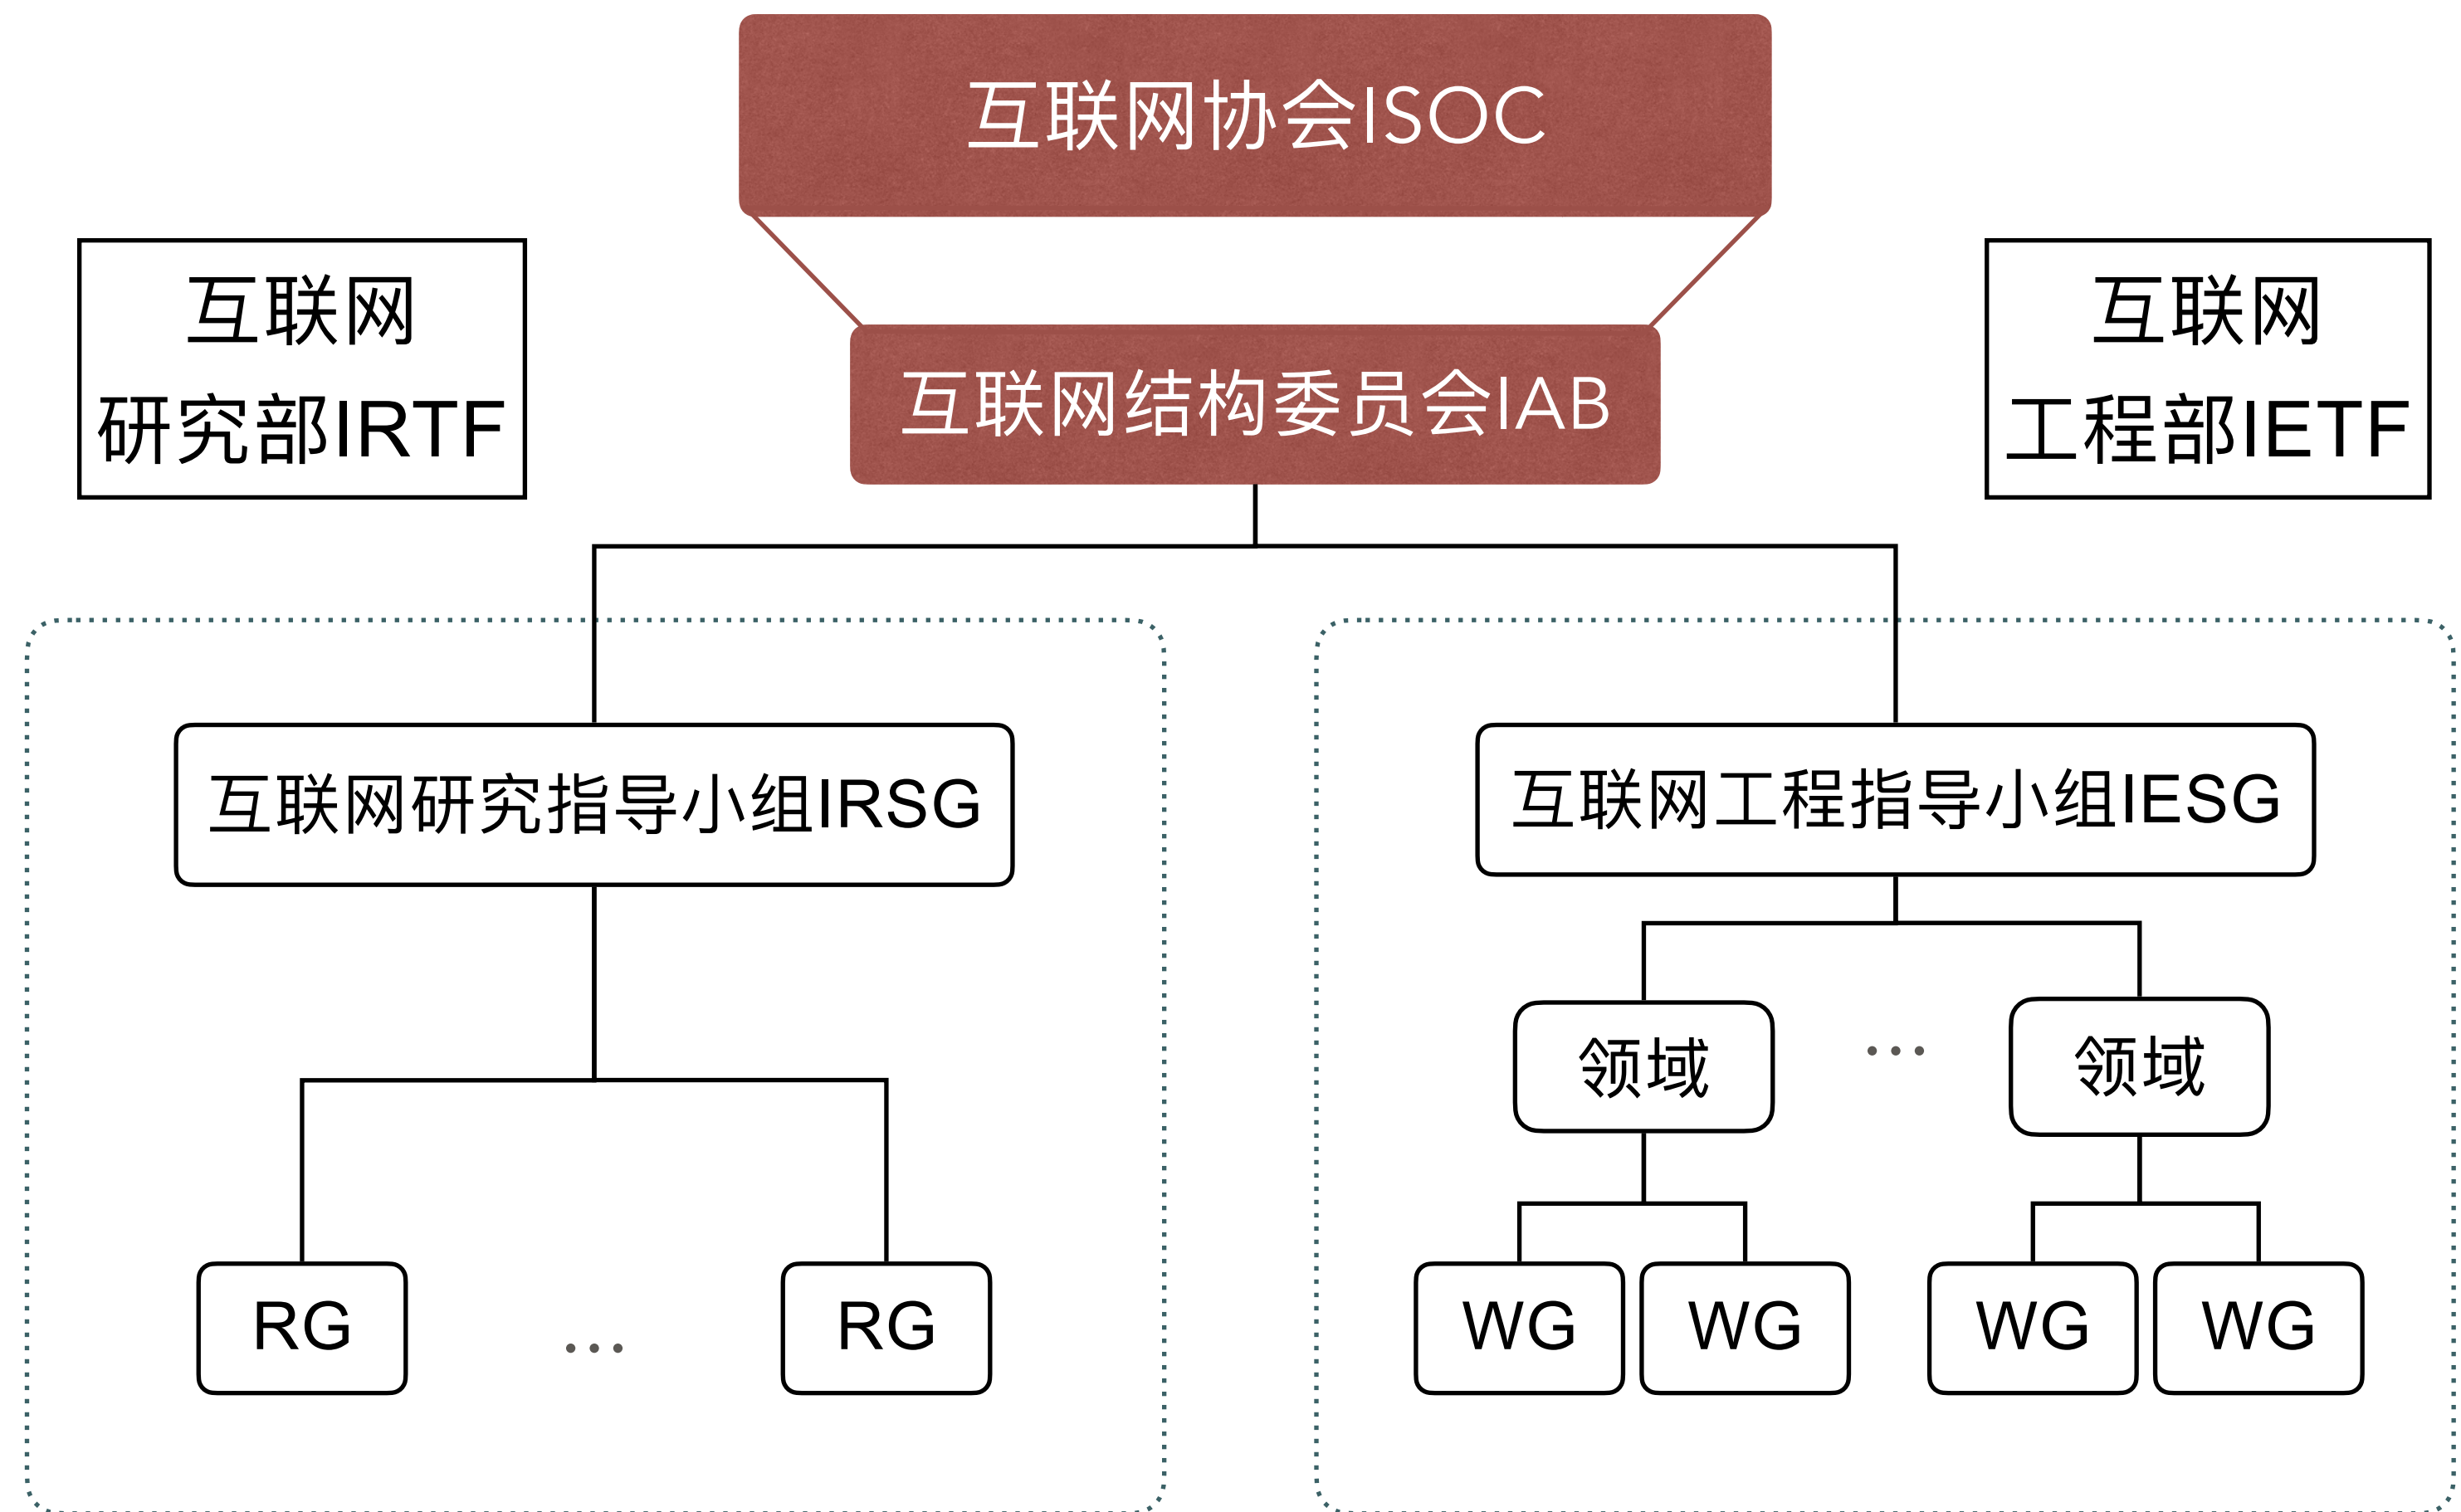 互联网协会ISOC
互联网
研究部IRTF
互联网结构委员会IAB
互联网
工程部IETF
互联网研究指导小组IRSG
互联网工程指导小组IESG
领域
...
领域
RG
...
RG
WG
WG
WG
WG